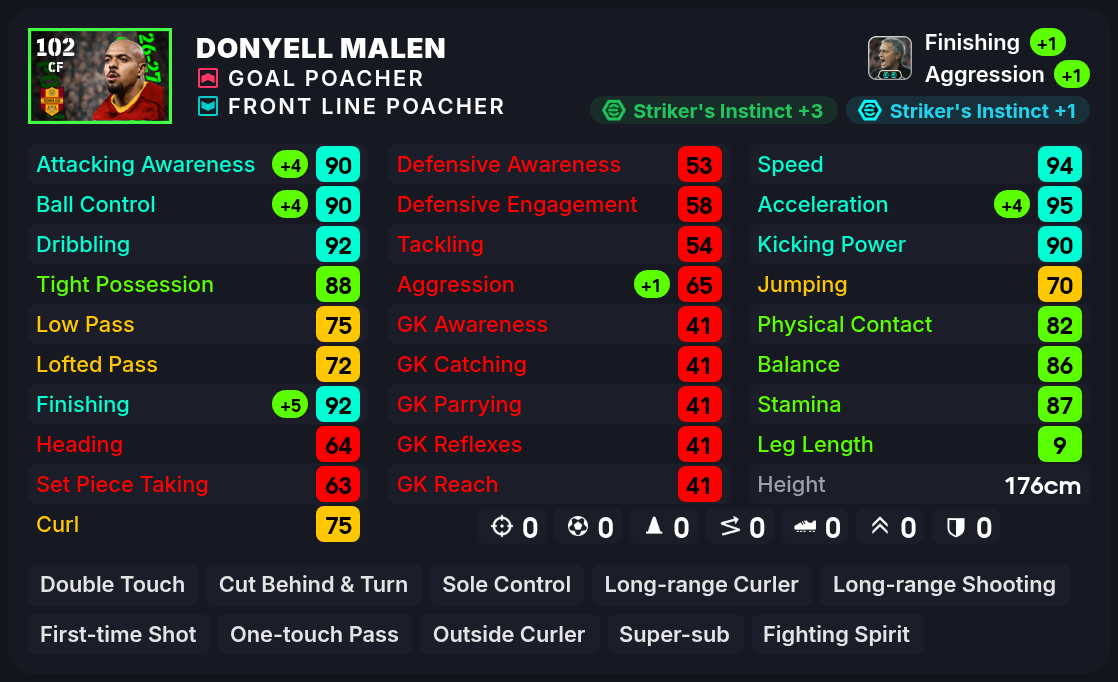 102
CF
26-27
DONYELL MALEN
GOAL POACHER
FRONT LINE POACHER
Finishing +1
Aggression +1
Striker's Instinct +3
Striker's Instinct +1
Attacking Awareness +4 90
Ball Control +4 90
Dribbling 92
Tight Possession 88
Low Pass 75
Lofted Pass 72
Finishing +5 92
Heading 64
Set Piece Taking 63
Curl 75
Defensive Awareness 53
Defensive Engagement 58
Tackling 54
Aggression +1 65
GK Awareness 41
GK Catching 41
GK Parrying 41
GK Reflexes 41
GK Reach 41
Speed 94
Acceleration +4 95
Kicking Power 90
Jumping 70
Physical Contact 82
Balance 86
Stamina 87
Leg Length 9
Height 176cm
0 0 0 0 0 0 0
Double Touch Cut Behind & Turn Sole Control Long-range Curler Long-range Shooting
First-time Shot One-touch Pass Outside Curler Super-sub Fighting Spirit